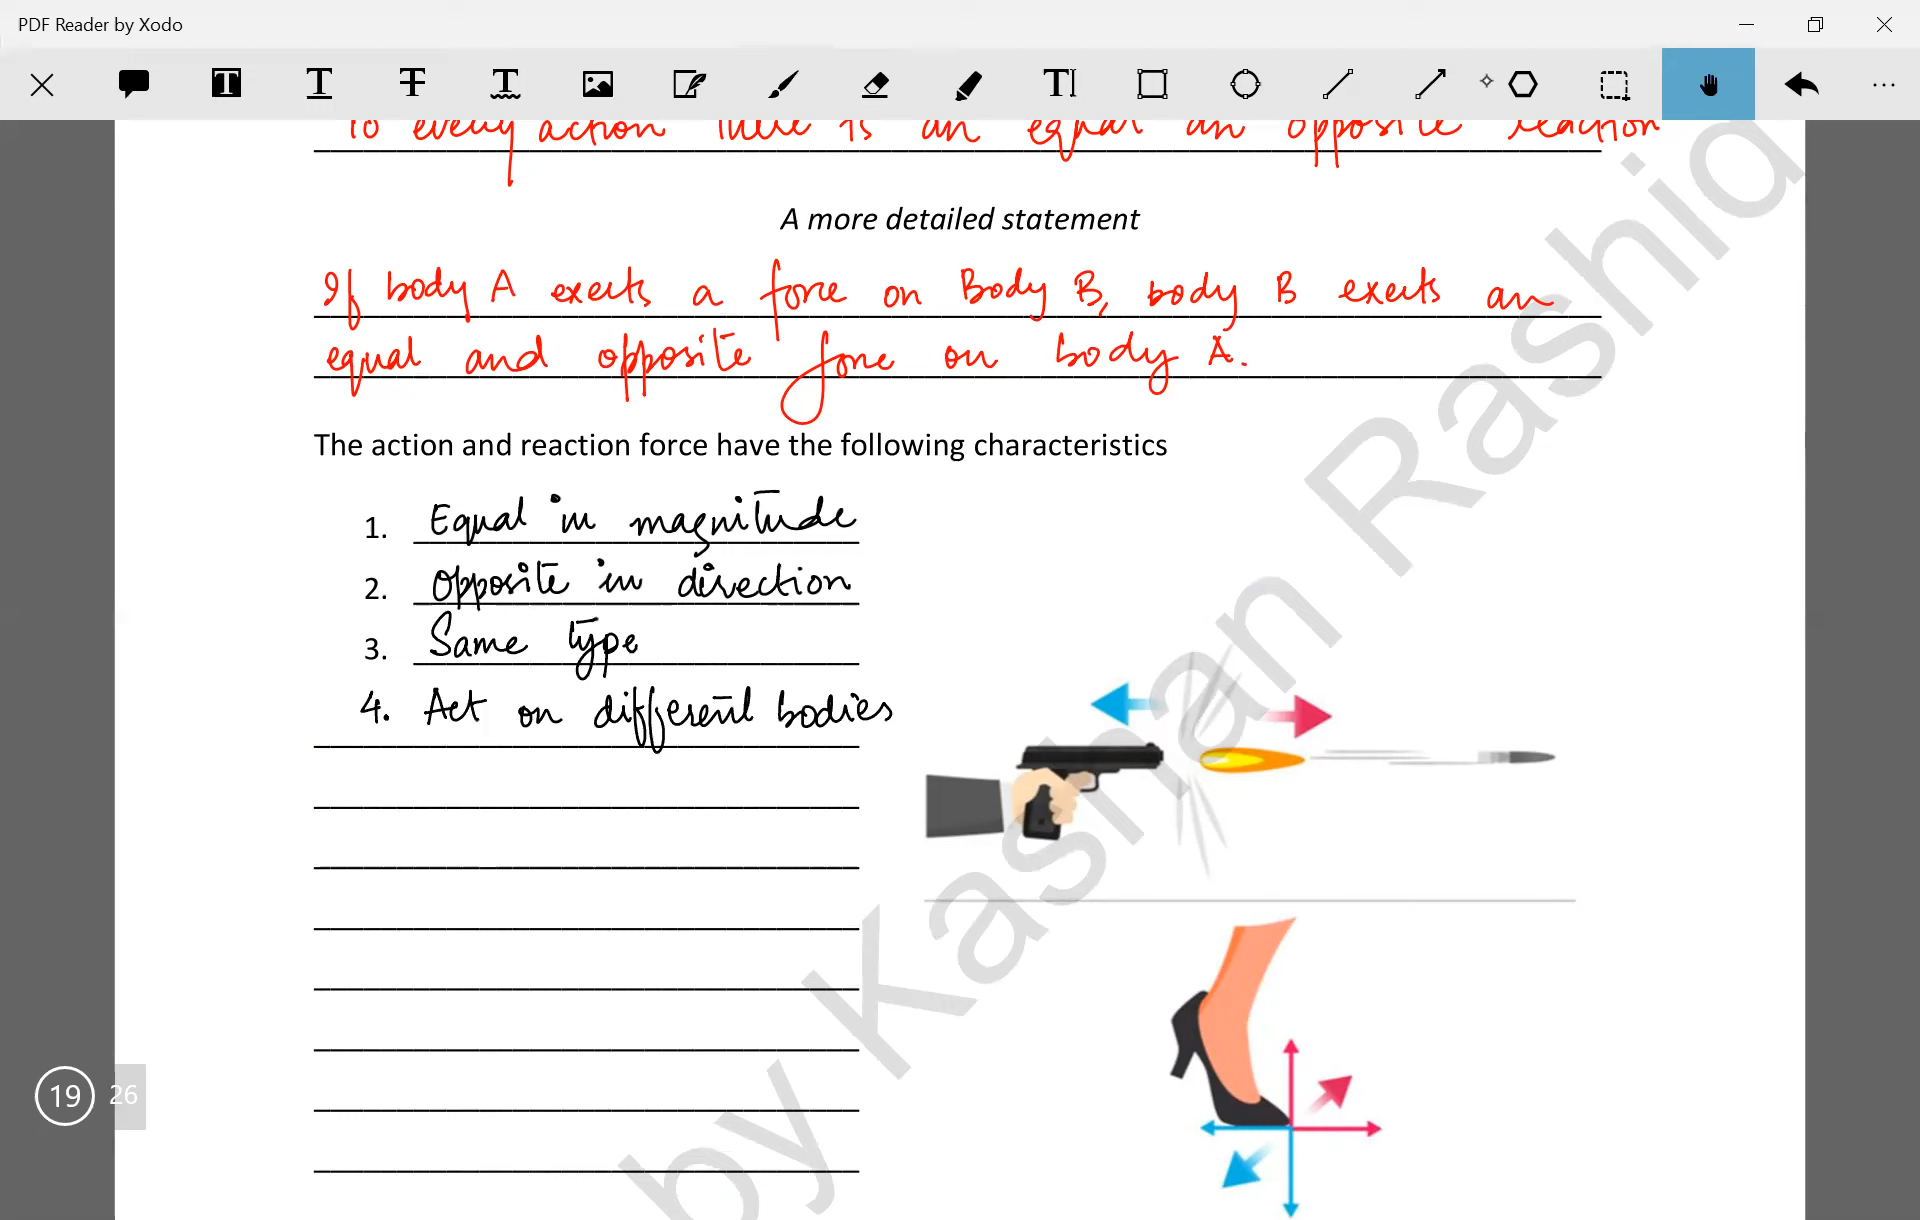 PDF Reader by Xodo
To every action there is an equal an opposite reaction
A more detailed statement
If body A exerts a force on Body B, body B exerts an
equal and opposite force on body A.
The action and reaction force have the following characteristics
1. Equal in magnitude
2. Opposite in direction
3. Same type
4. Act on different bodies
by Kashan Rashid
19 26